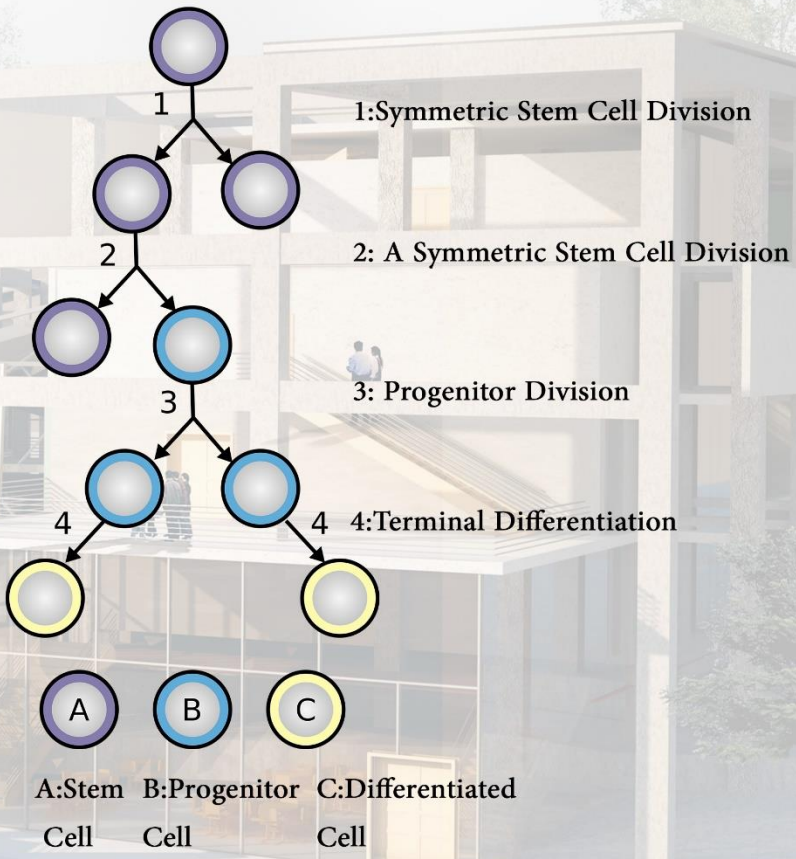 1
1:Symmetric Stem Cell Division
2
2: A Symmetric Stem Cell Division
3
3: Progenitor Division
4
4
4:Terminal Differentiation
A
B
C
A:Stem Cell
B:Progenitor Cell
C:Differentiated Cell